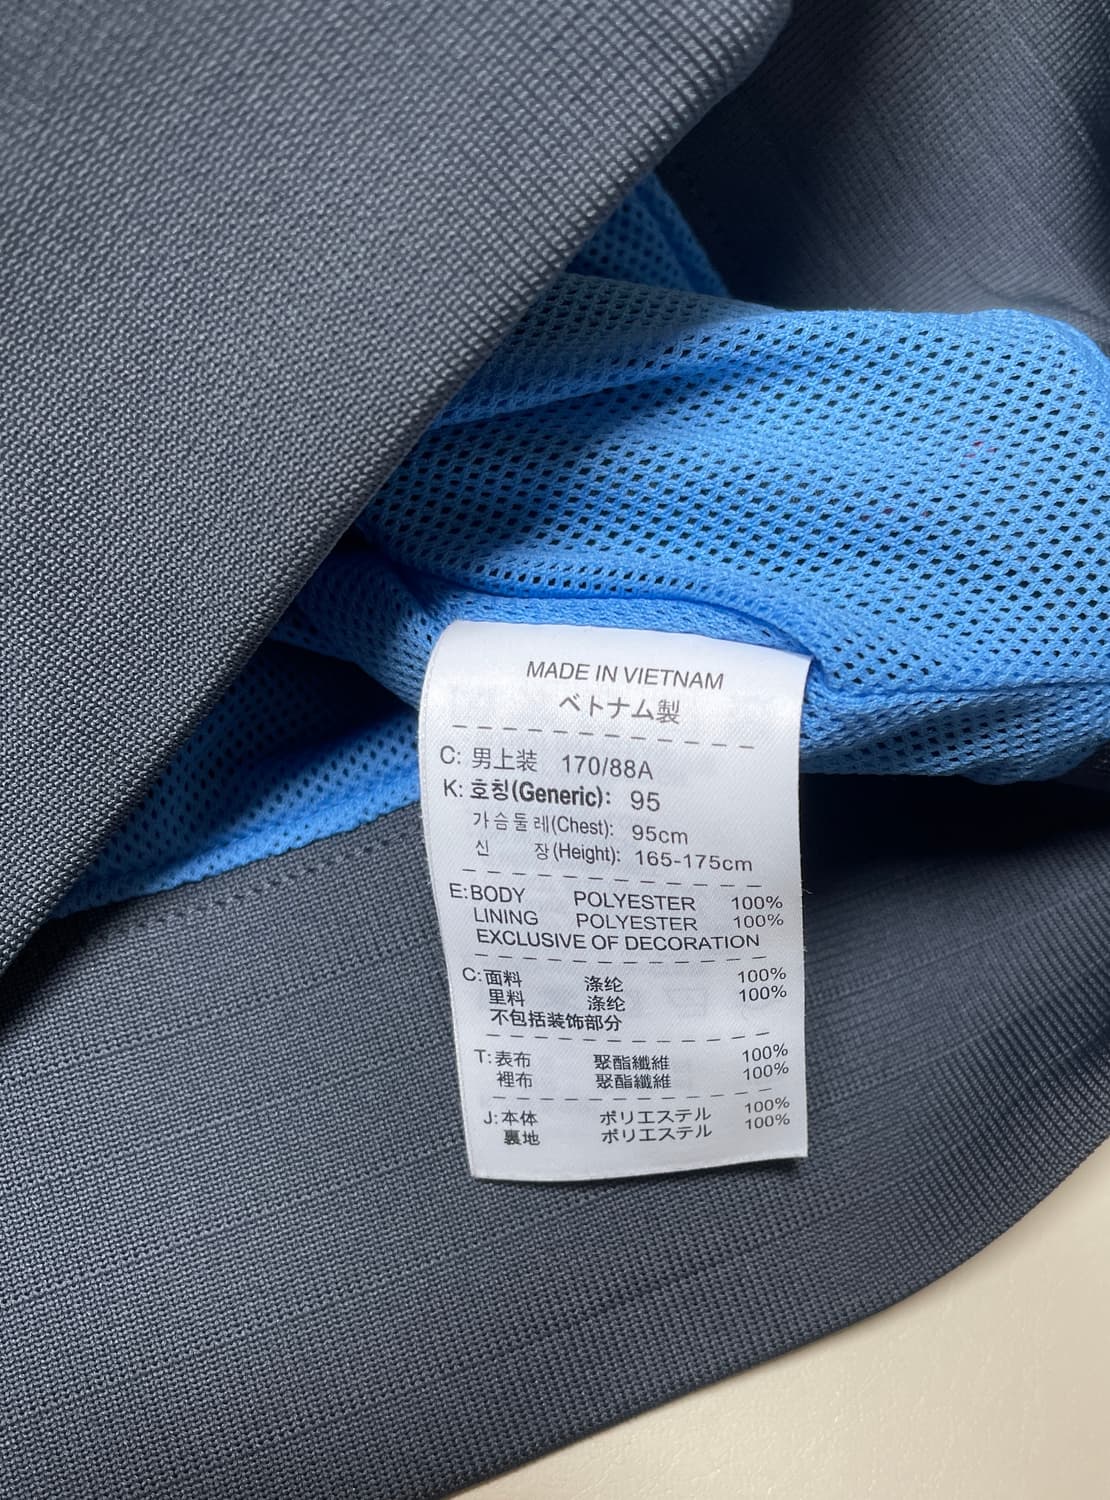 MADE IN VIETNAM
ベトナム製
C: 男上装 170/88A
K: 호칭(Generic): 95
가슴둘레(Chest): 95cm
신 장(Height): 165-175cm
E:BODY POLYESTER 100%
LINING POLYESTER 100%
EXCLUSIVE OF DECORATION
C:面料 涤纶 100%
里料 涤纶 100%
不包括装饰部分
T:表布 聚酯纖維 100%
裡布 聚酯纖維 100%
J:本体 ポリエステル 100%
裏地 ポリエステル 100%